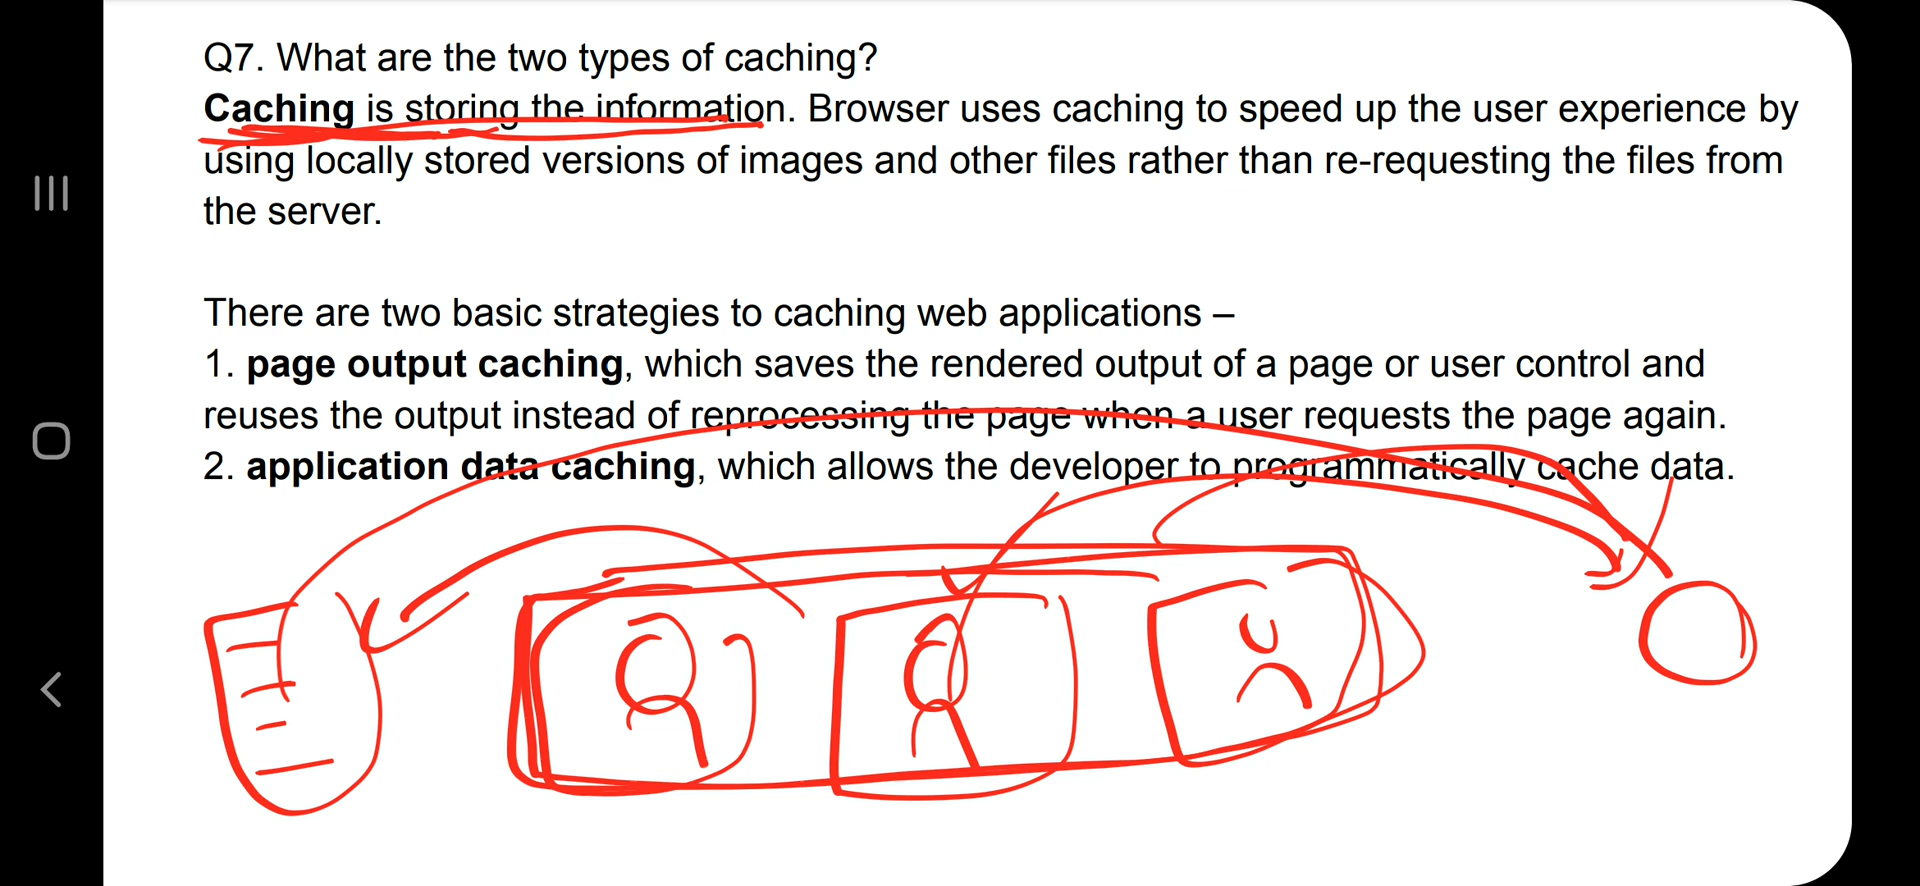 Q7. What are the two types of caching?
Caching is storing the information. Browser uses caching to speed up the user experience by
using locally stored versions of images and other files rather than re-requesting the files from
the server.
There are two basic strategies to caching web applications –
1. page output caching, which saves the rendered output of a page or user control and
reuses the output instead of reprocessing the page when a user requests the page again.
2. application data caching, which allows the developer to programmatically cache data.